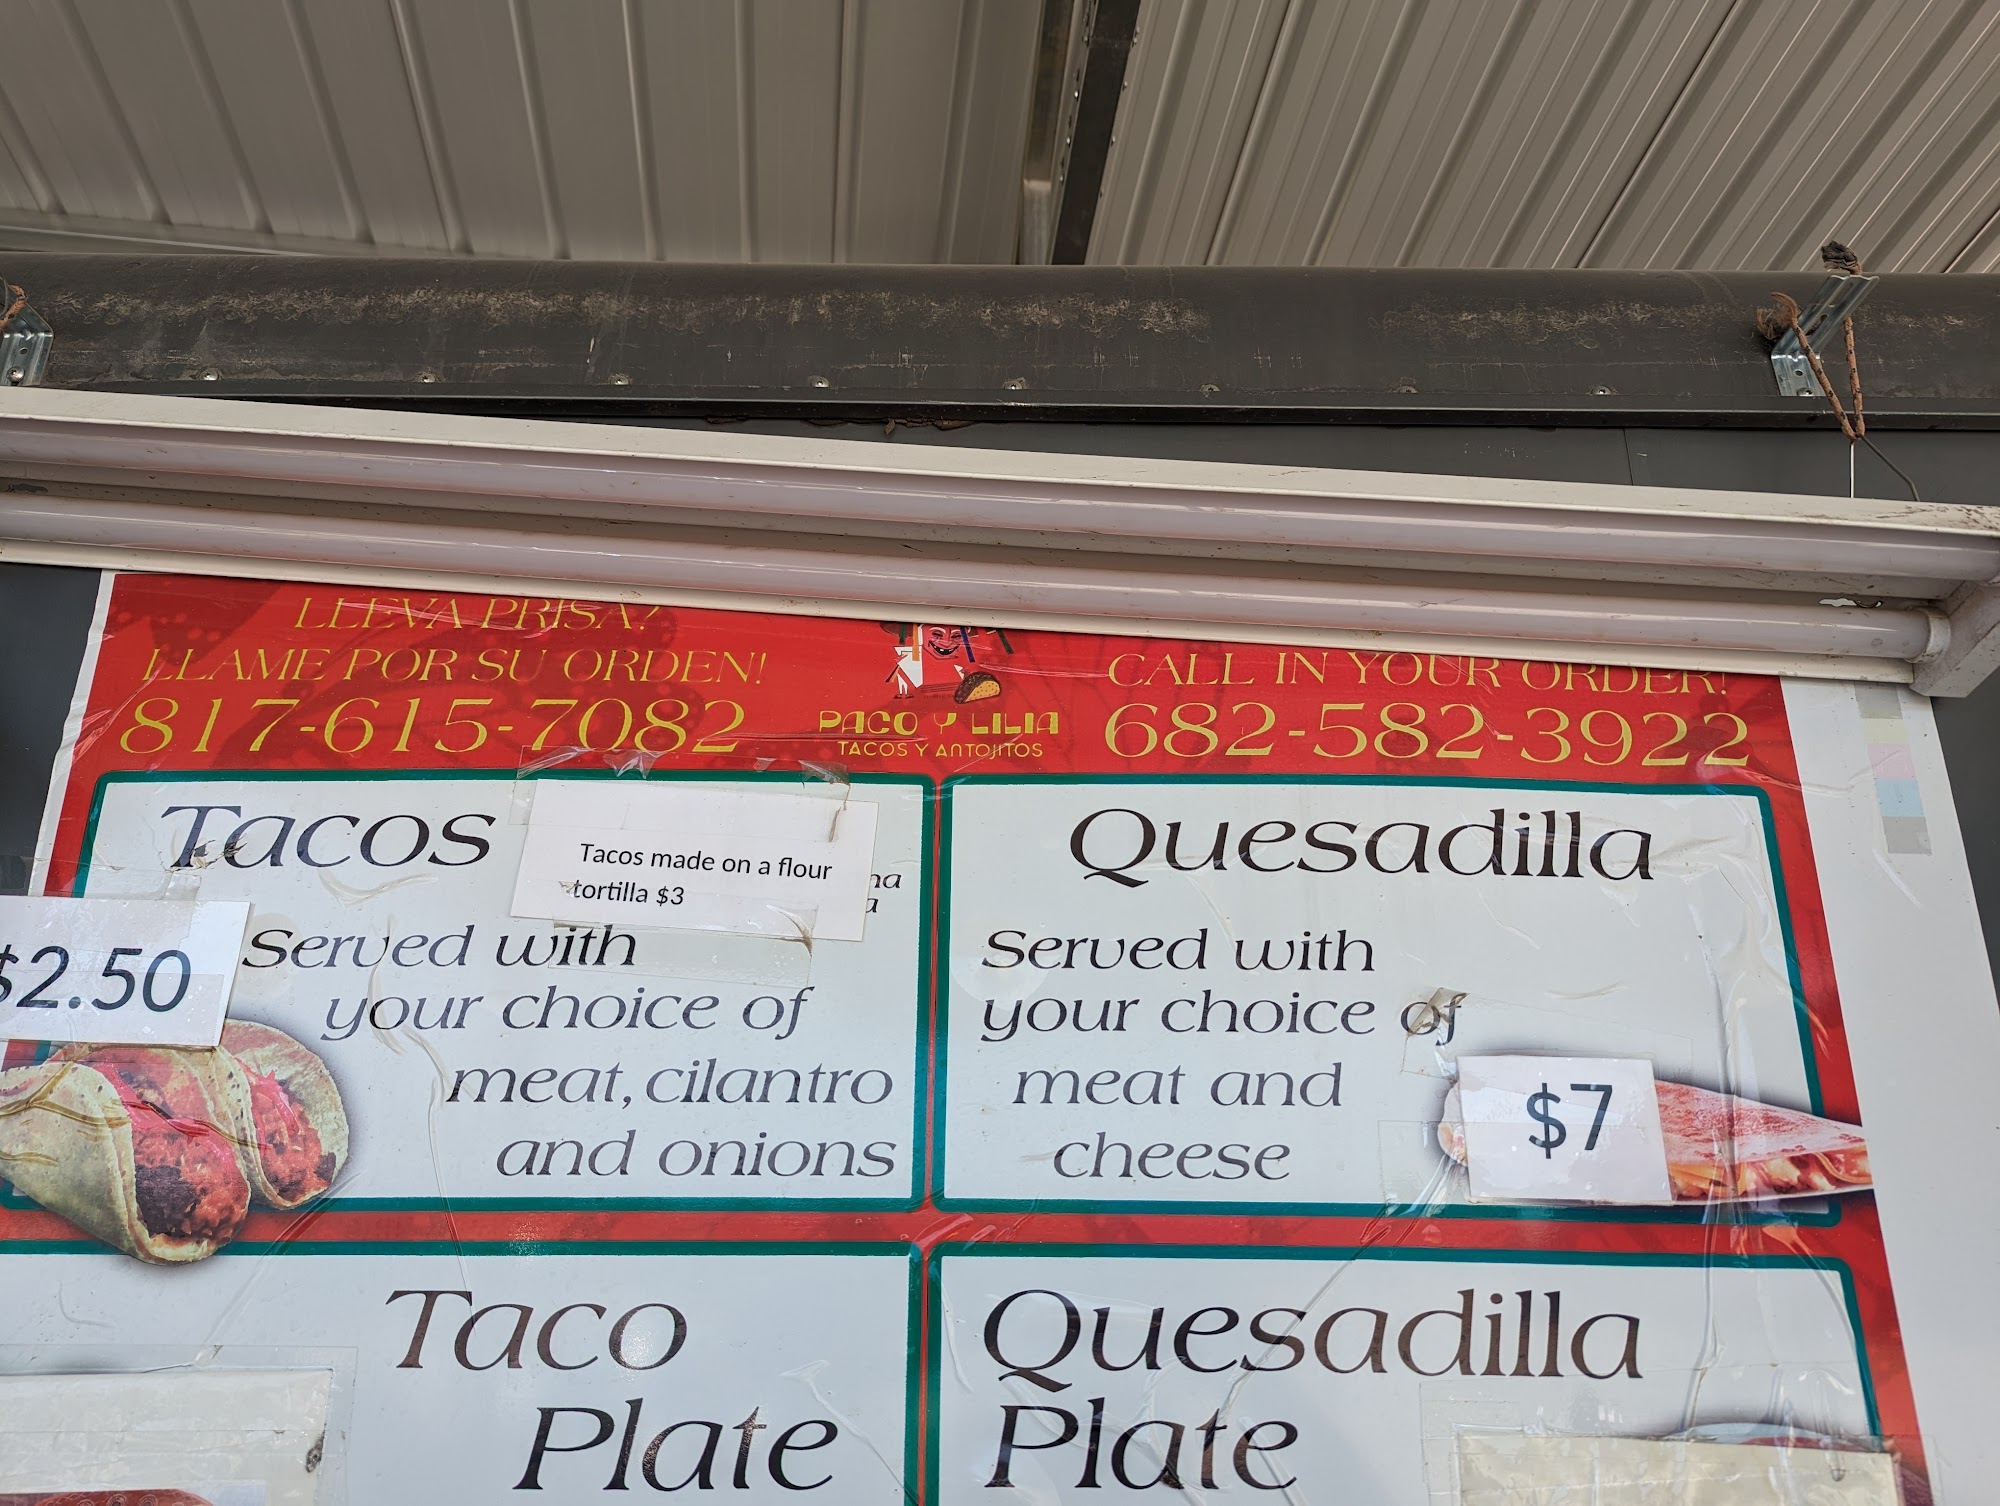 LLEVA PRISA?
LLAME POR SU ORDEN!
817-615-7082
PACO Y LILIA
TACOS Y ANTOJITOS
CALL IN YOUR ORDER!
682-582-3922
Tacos
Tacos made on a flour
tortilla $3
$2.50
Served with
your choice of
meat, cilantro
and onions
Quesadilla
Served with
your choice of
meat and
cheese
$7
Taco
Plate
Quesadilla
Plate